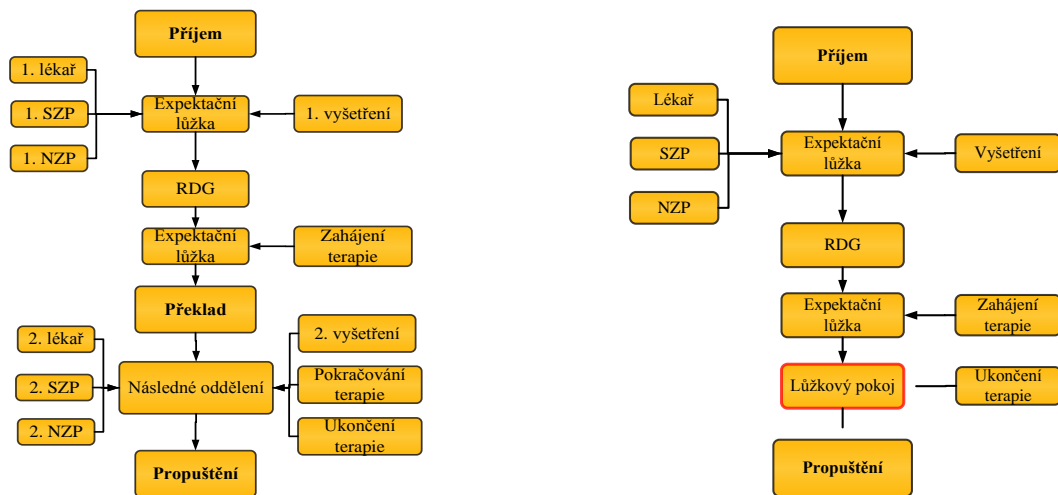 Příjem
1. lékař
1. SZP
1. NZP
Expektační
lůžka
1. vyšetření
RDG
Expektační
lůžka
Zahájení
terapie
Překlad
2. lékař
2. SZP
2. NZP
Následné oddělení
2. vyšetření
Pokračování
terapie
Ukončení
terapie
Propuštění
Příjem
Lékař
SZP
NZP
Expektační
lůžka
Vyšetření
RDG
Expektační
lůžka
Zahájení
terapie
Lůžkový pokoj
Ukončení
terapie
Propuštění